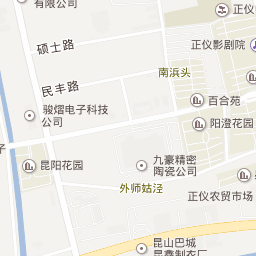 有限公司
正仪
硕士路
正仪影剧院
南浜头
民丰路
百合苑
骏熠电子科技
公司
阳澄花园
子
九豪精密
陶瓷公司
昆阳花园
外师姑泾
正仪农贸市场
昆山巴城
昆鑫制衣厂